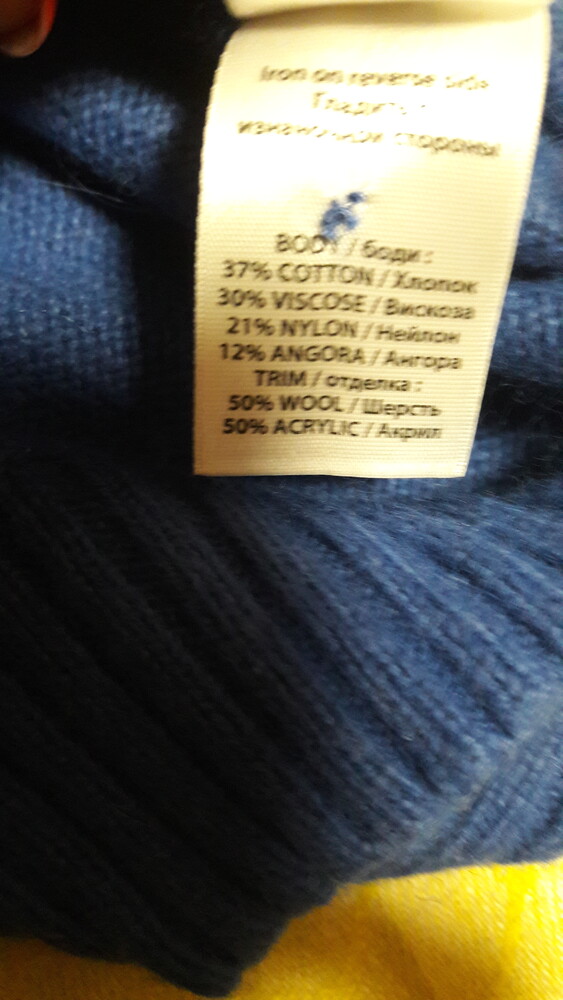 Iron on reverse side
Гладить с
изнаночной стороны
BODY / боди :
37% COTTON / Хлопок
30% VISCOSE / Вискоза
21% NYLON / Нейлон
12% ANGORA / Ангора
TRIM / отделка :
50% WOOL / Шерсть
50% ACRYLIC / Акрил